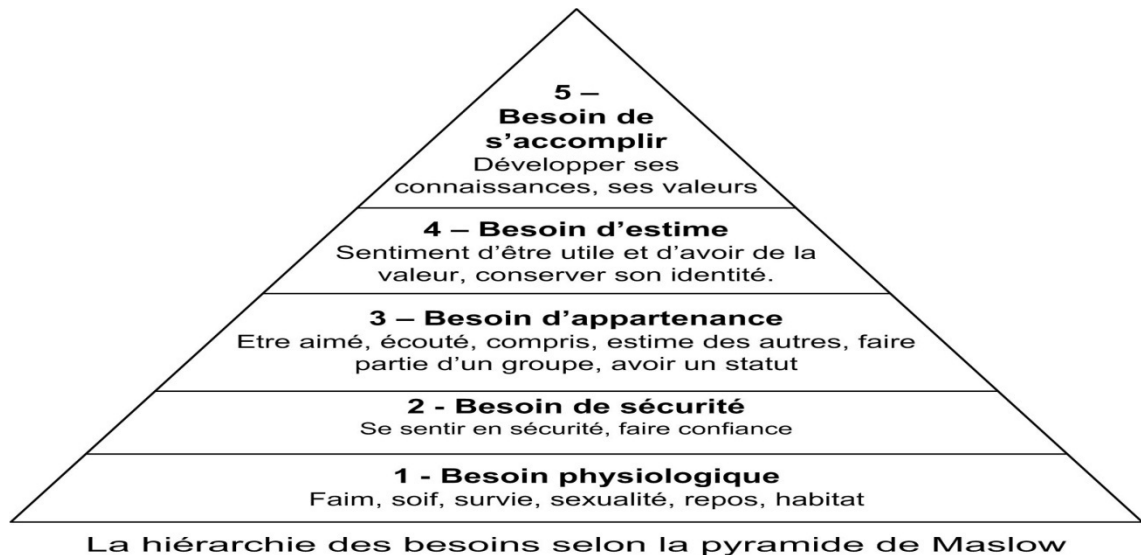 5 –
Besoin de
s’accomplir
Développer ses
connaissances, ses valeurs
4 – Besoin d’estime
Sentiment d’être utile et d’avoir de la
valeur, conserver son identité.
3 – Besoin d’appartenance
Etre aimé, écouté, compris, estime des autres, faire
partie d’un groupe, avoir un statut
2 - Besoin de sécurité
Se sentir en sécurité, faire confiance
1 - Besoin physiologique
Faim, soif, survie, sexualité, repos, habitat
La hiérarchie des besoins selon la pyramide de Maslow